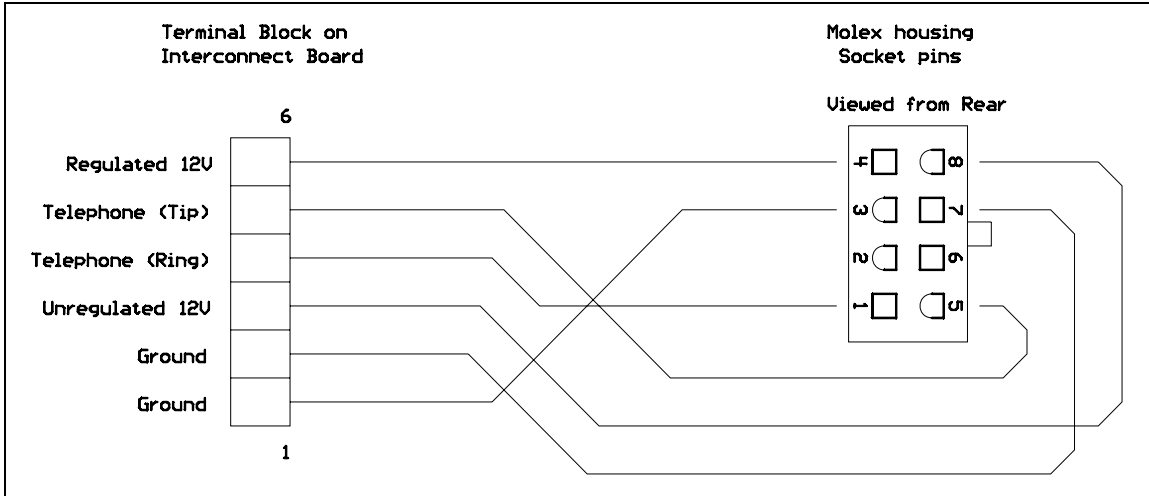 Terminal Block on
Interconnect Board
Molex housing
Socket pins
Viewed from Rear
6
Regulated 12V
Telephone (Tip)
Telephone (Ring)
Unregulated 12V
Ground
Ground
1
4 8
3 7
2 6
1 5